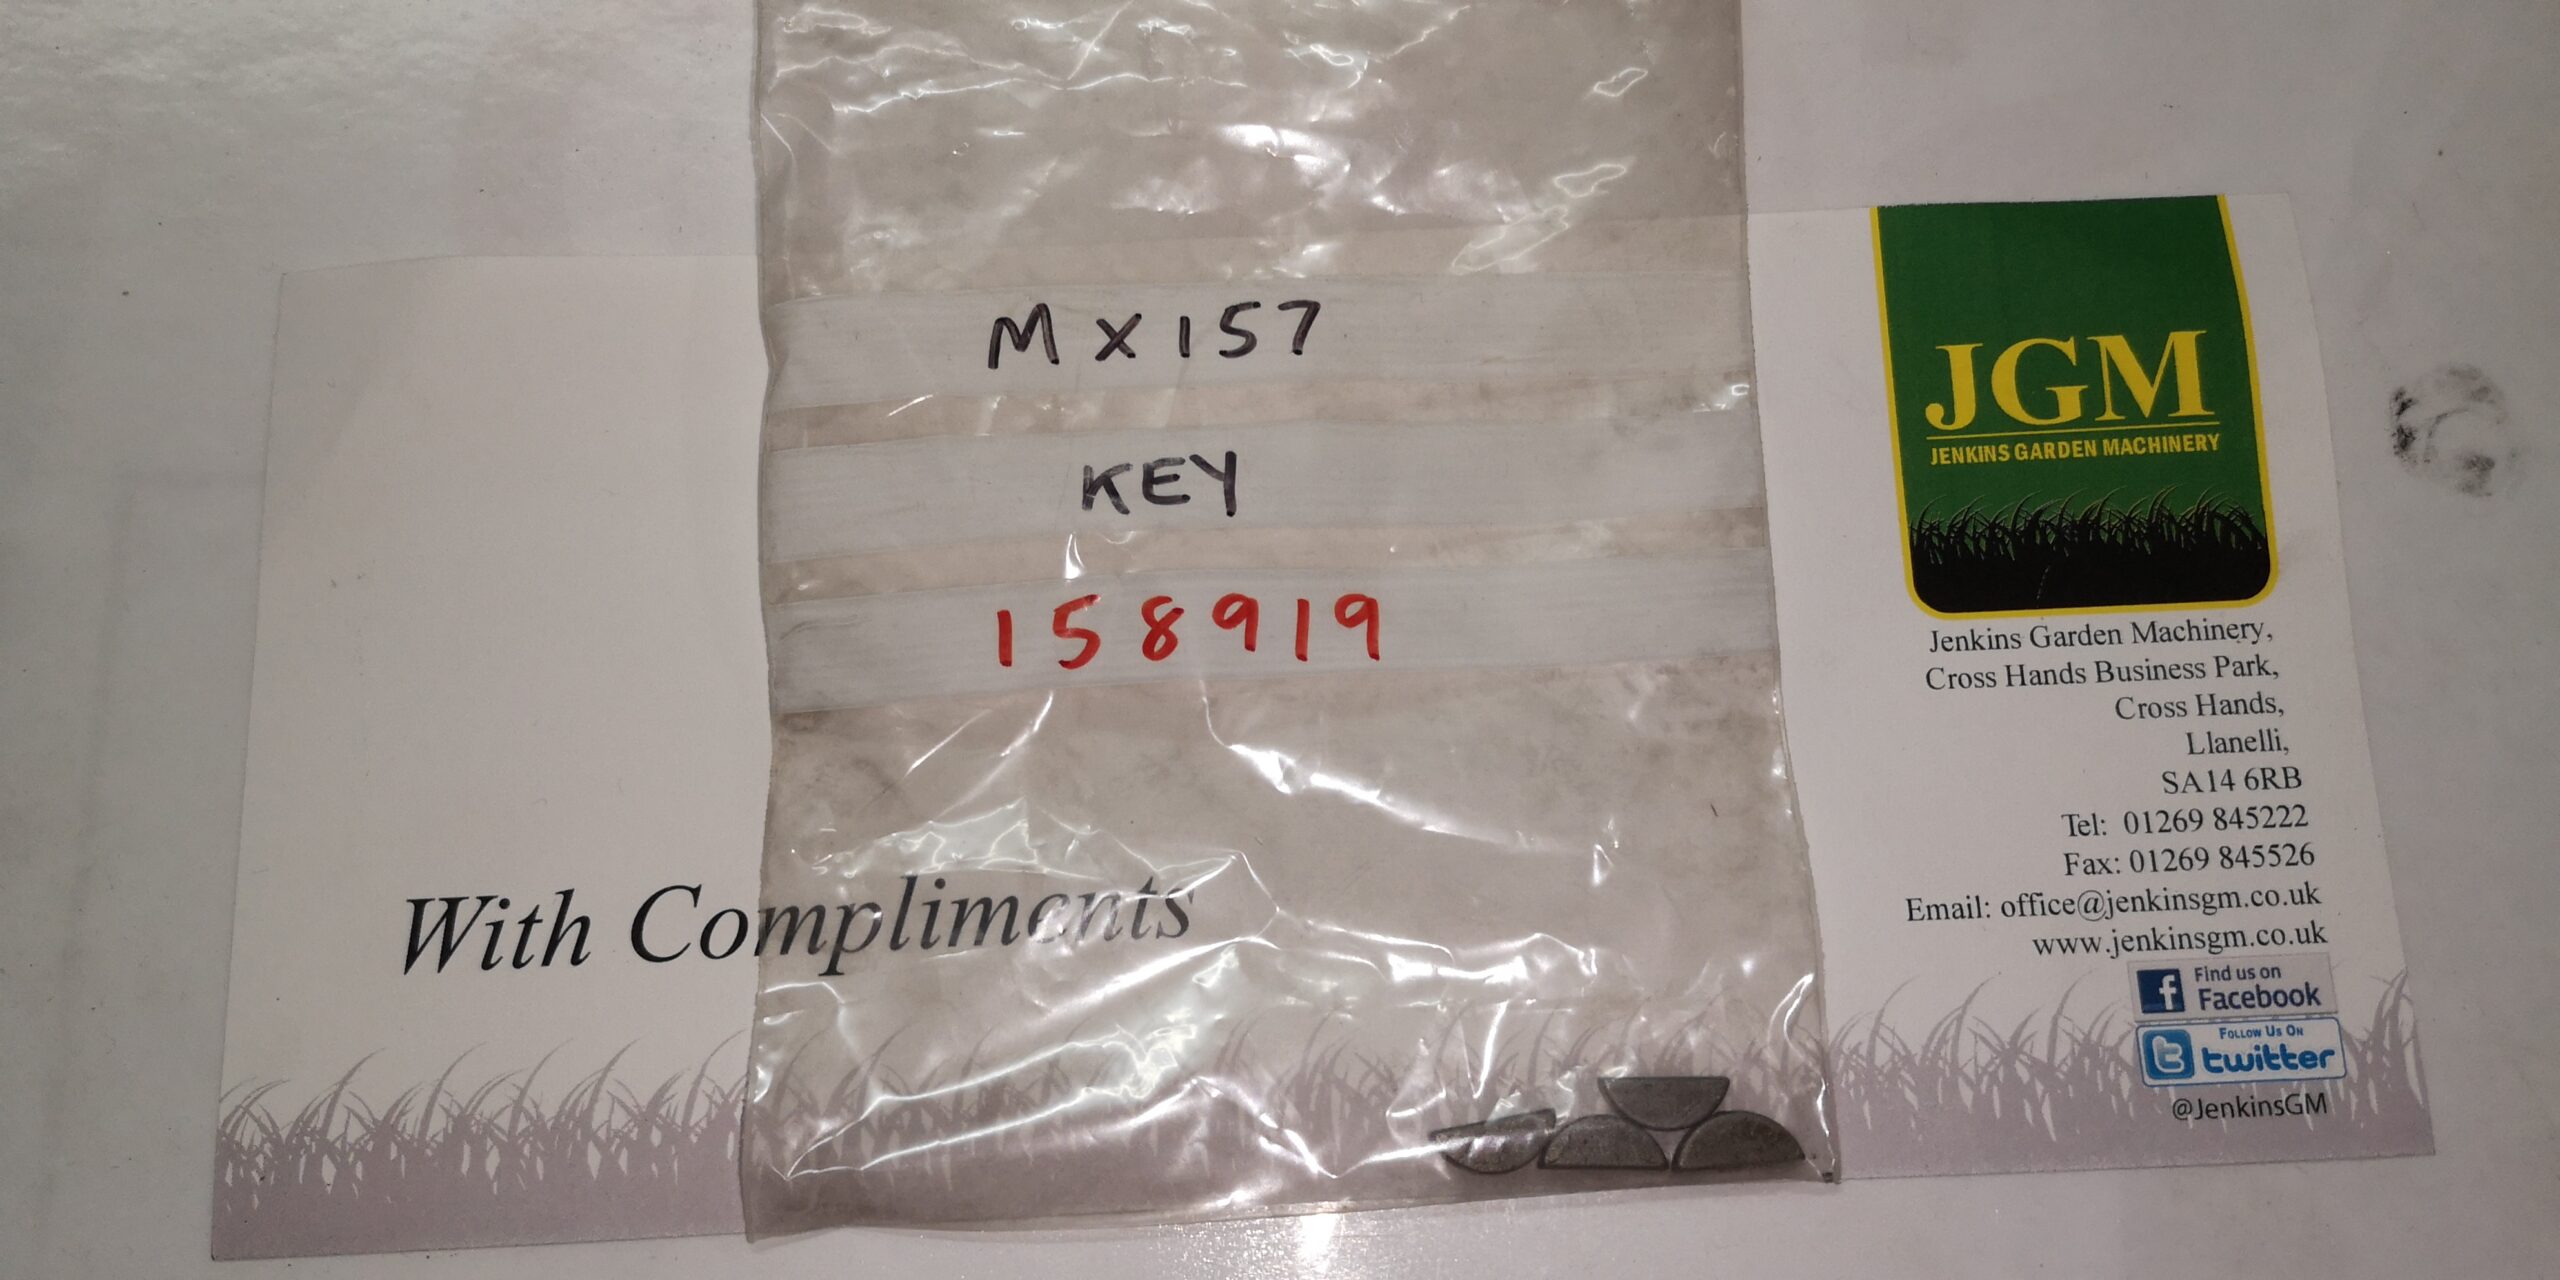 MX157
KEY
158919
With Compliments
JGM
JENKINS GARDEN MACHINERY
Jenkins Garden Machinery,
Cross Hands Business Park,
Cross Hands,
Llanelli,
SA14 6RB
Tel: 01269 845222
Fax: 01269 845526
Email: office@jenkinsgm.co.uk
www.jenkinsgm.co.uk
f
Find us on
Facebook
t
Follow Us On
twitter
@JenkinsGM